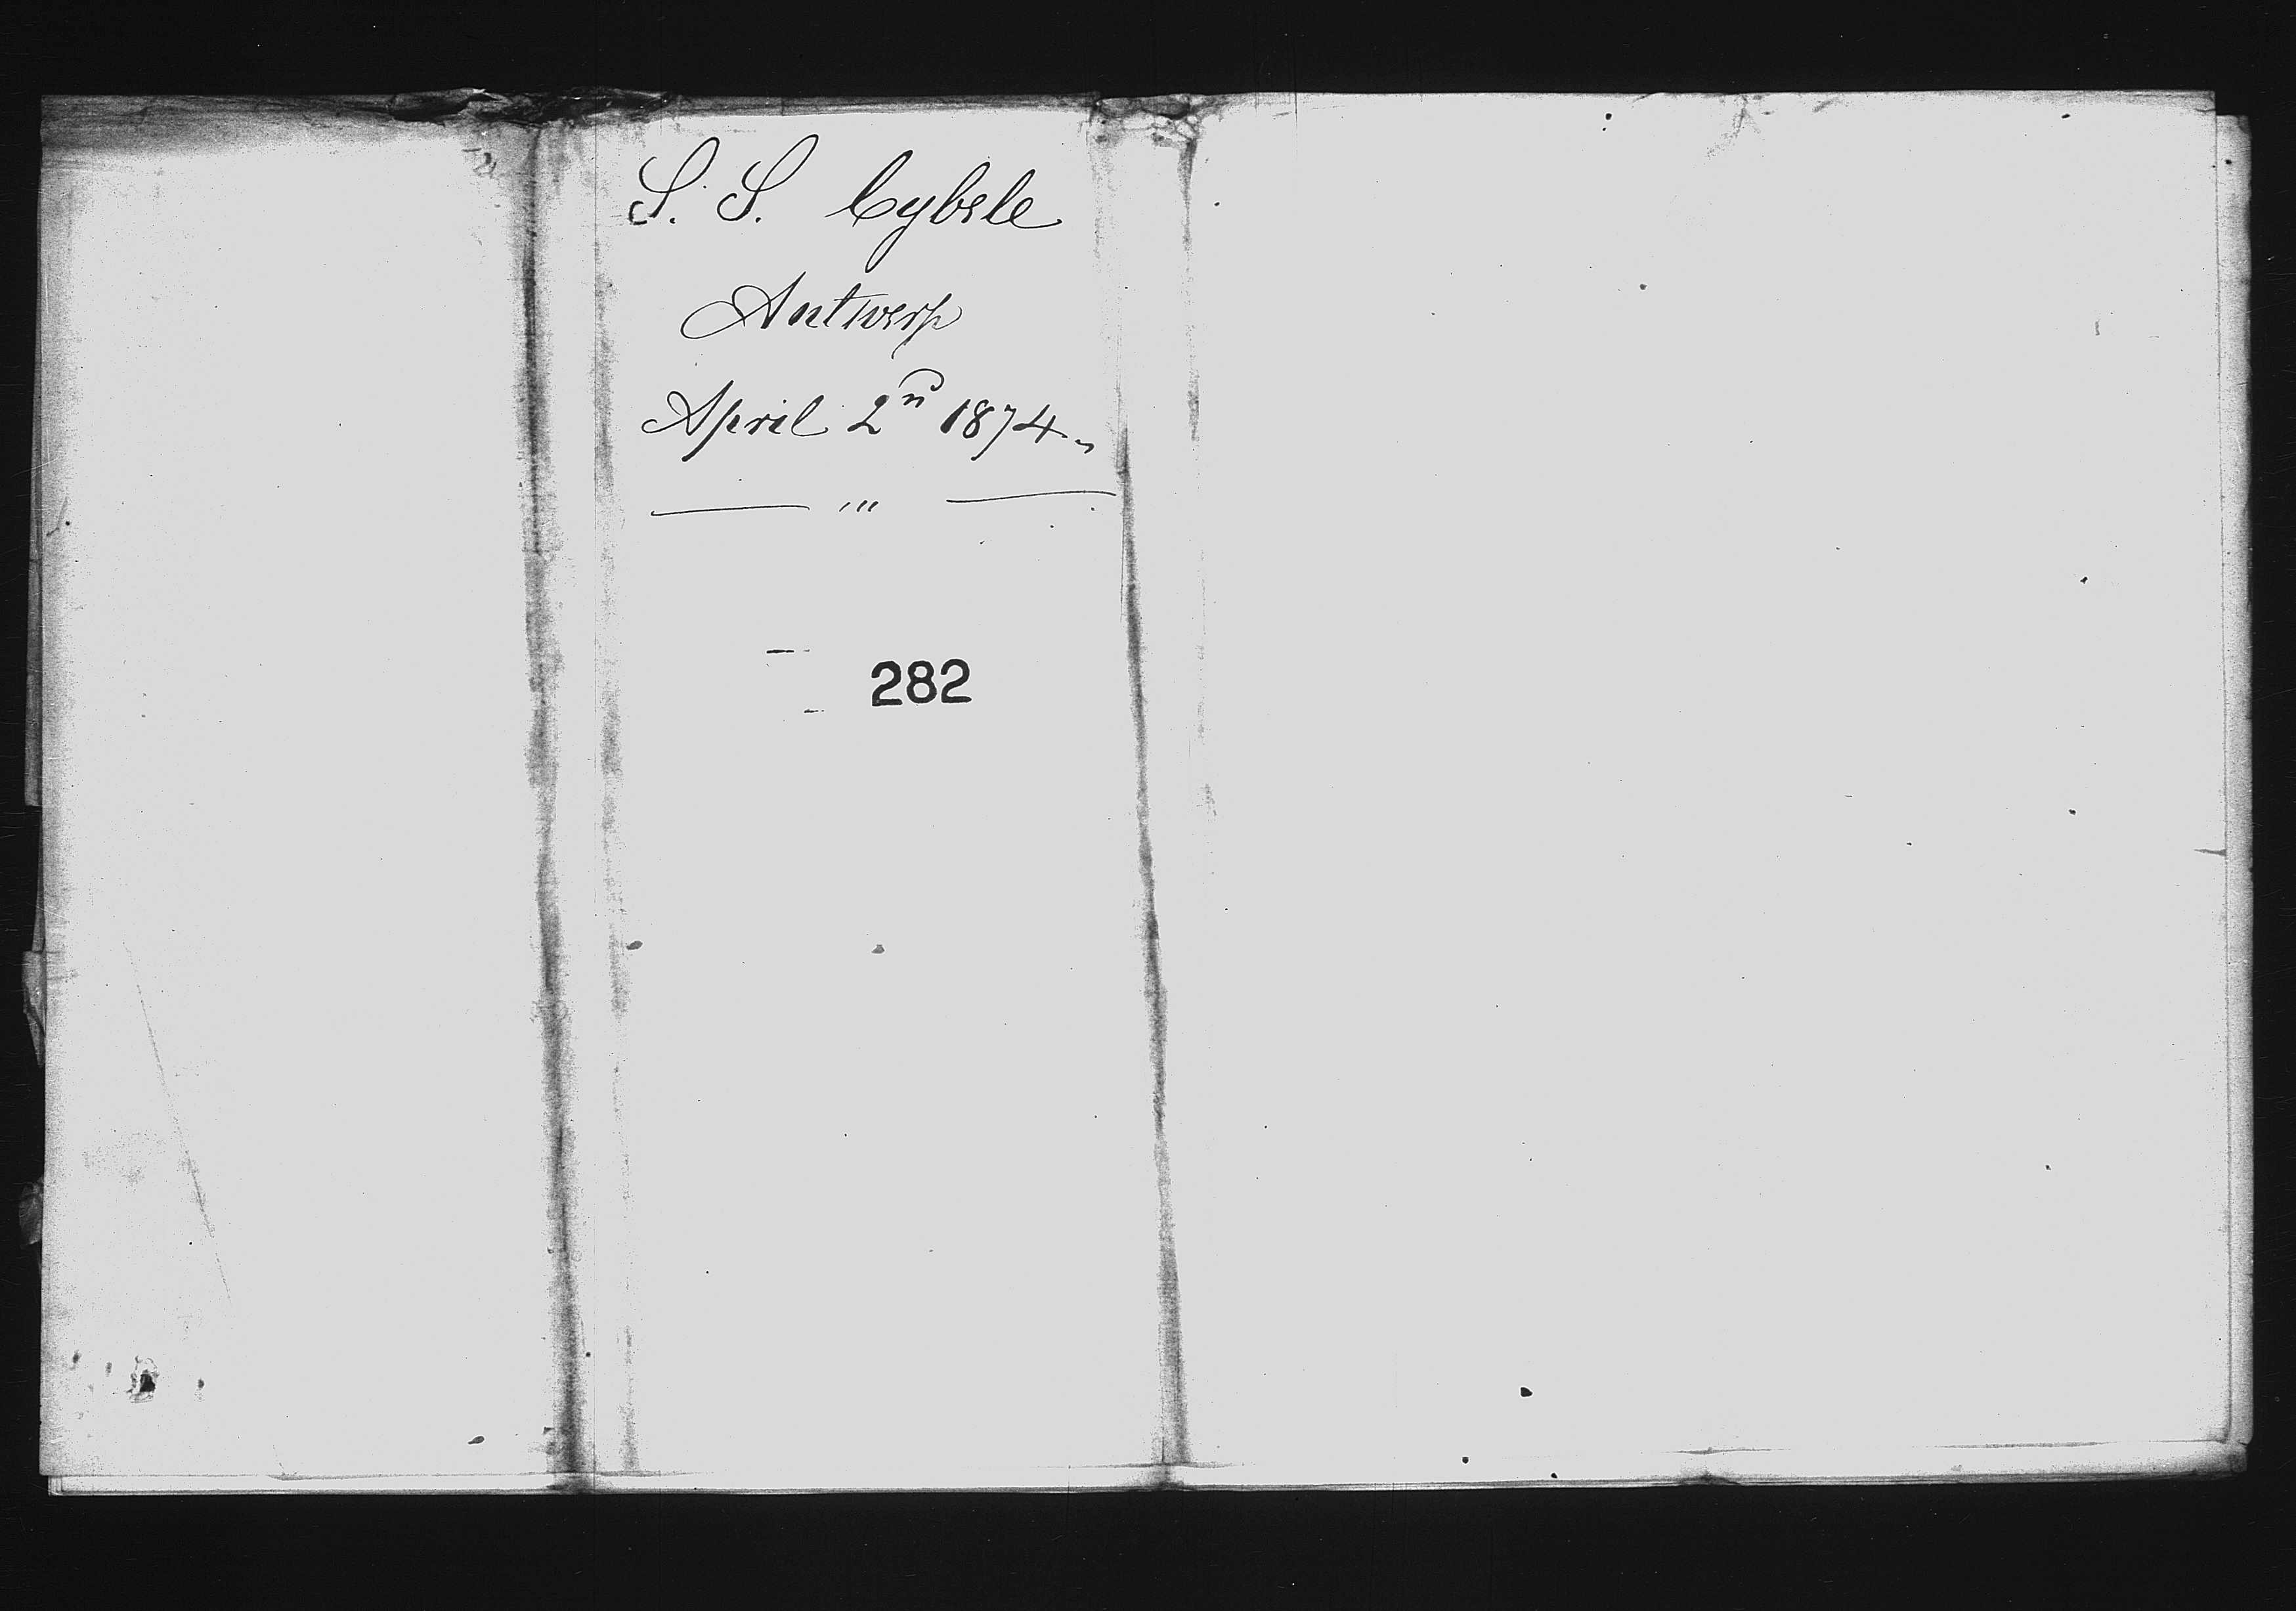 S. S. Cybele
Antwerp
April 2nd 1874
— ''' —
282